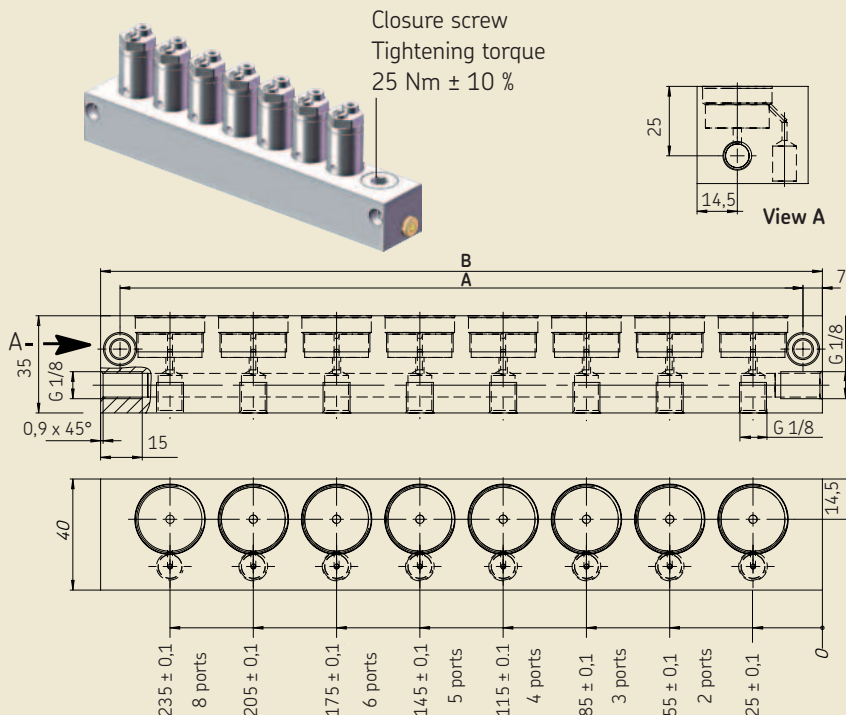 Closure screw
Tightening torque
25 Nm ± 10 %
25
14,5
View A
B
A
7
A-
35
G 1/8
G 1/8
0,9 x 45°
15
G 1/8
40
14,5
235 ± 0,1
8 ports
205 ± 0,1
175 ± 0,1
6 ports
145 ± 0,1
5 ports
115 ± 0,1
4 ports
85 ± 0,1
3 ports
55 ± 0,1
2 ports
25 ± 0,1
0